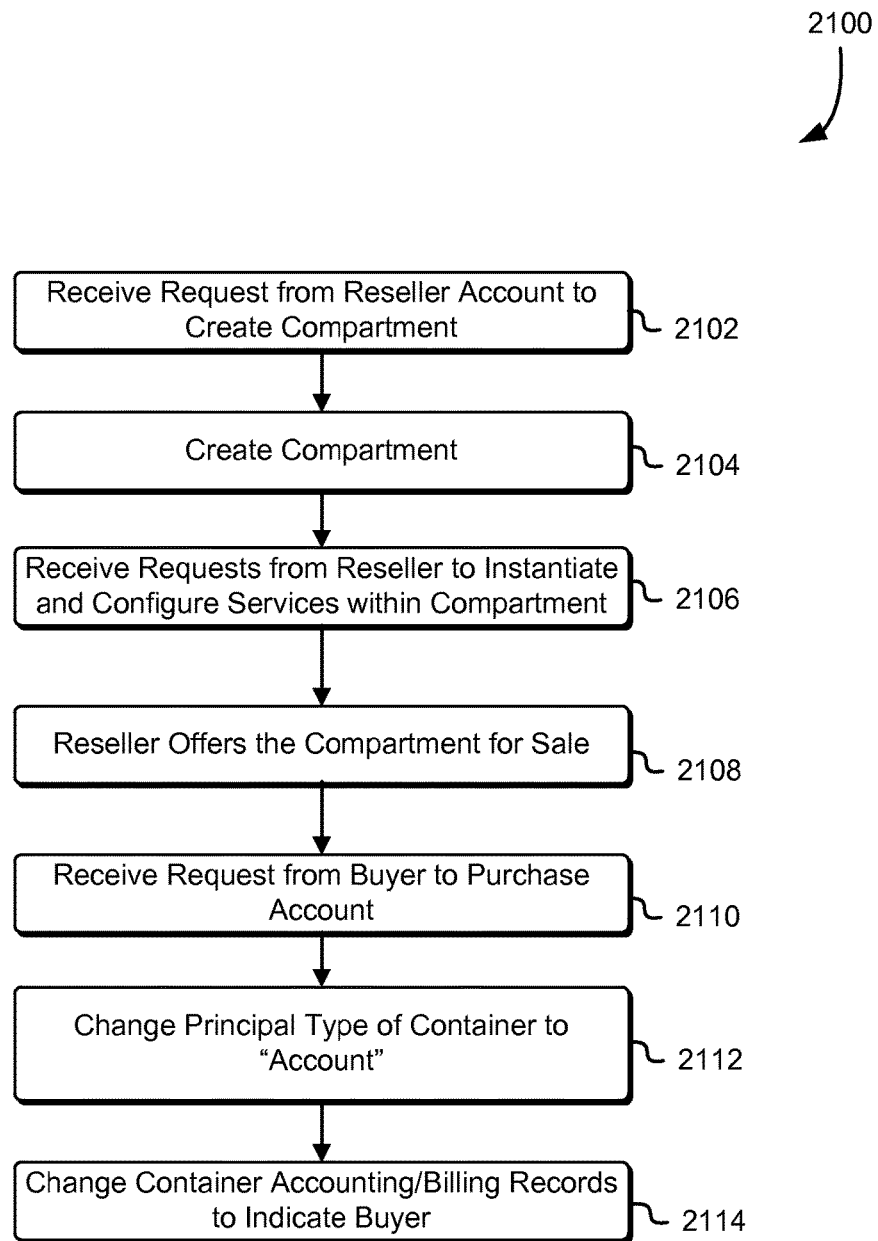 2100
Receive Request from Reseller Account to
Create Compartment
2102
Create Compartment
2104
Receive Requests from Reseller to Instantiate
and Configure Services within Compartment
2106
Reseller Offers the Compartment for Sale
2108
Receive Request from Buyer to Purchase
Account
2110
Change Principal Type of Container to
“Account”
2112
Change Container Accounting/Billing Records
to Indicate Buyer
2114